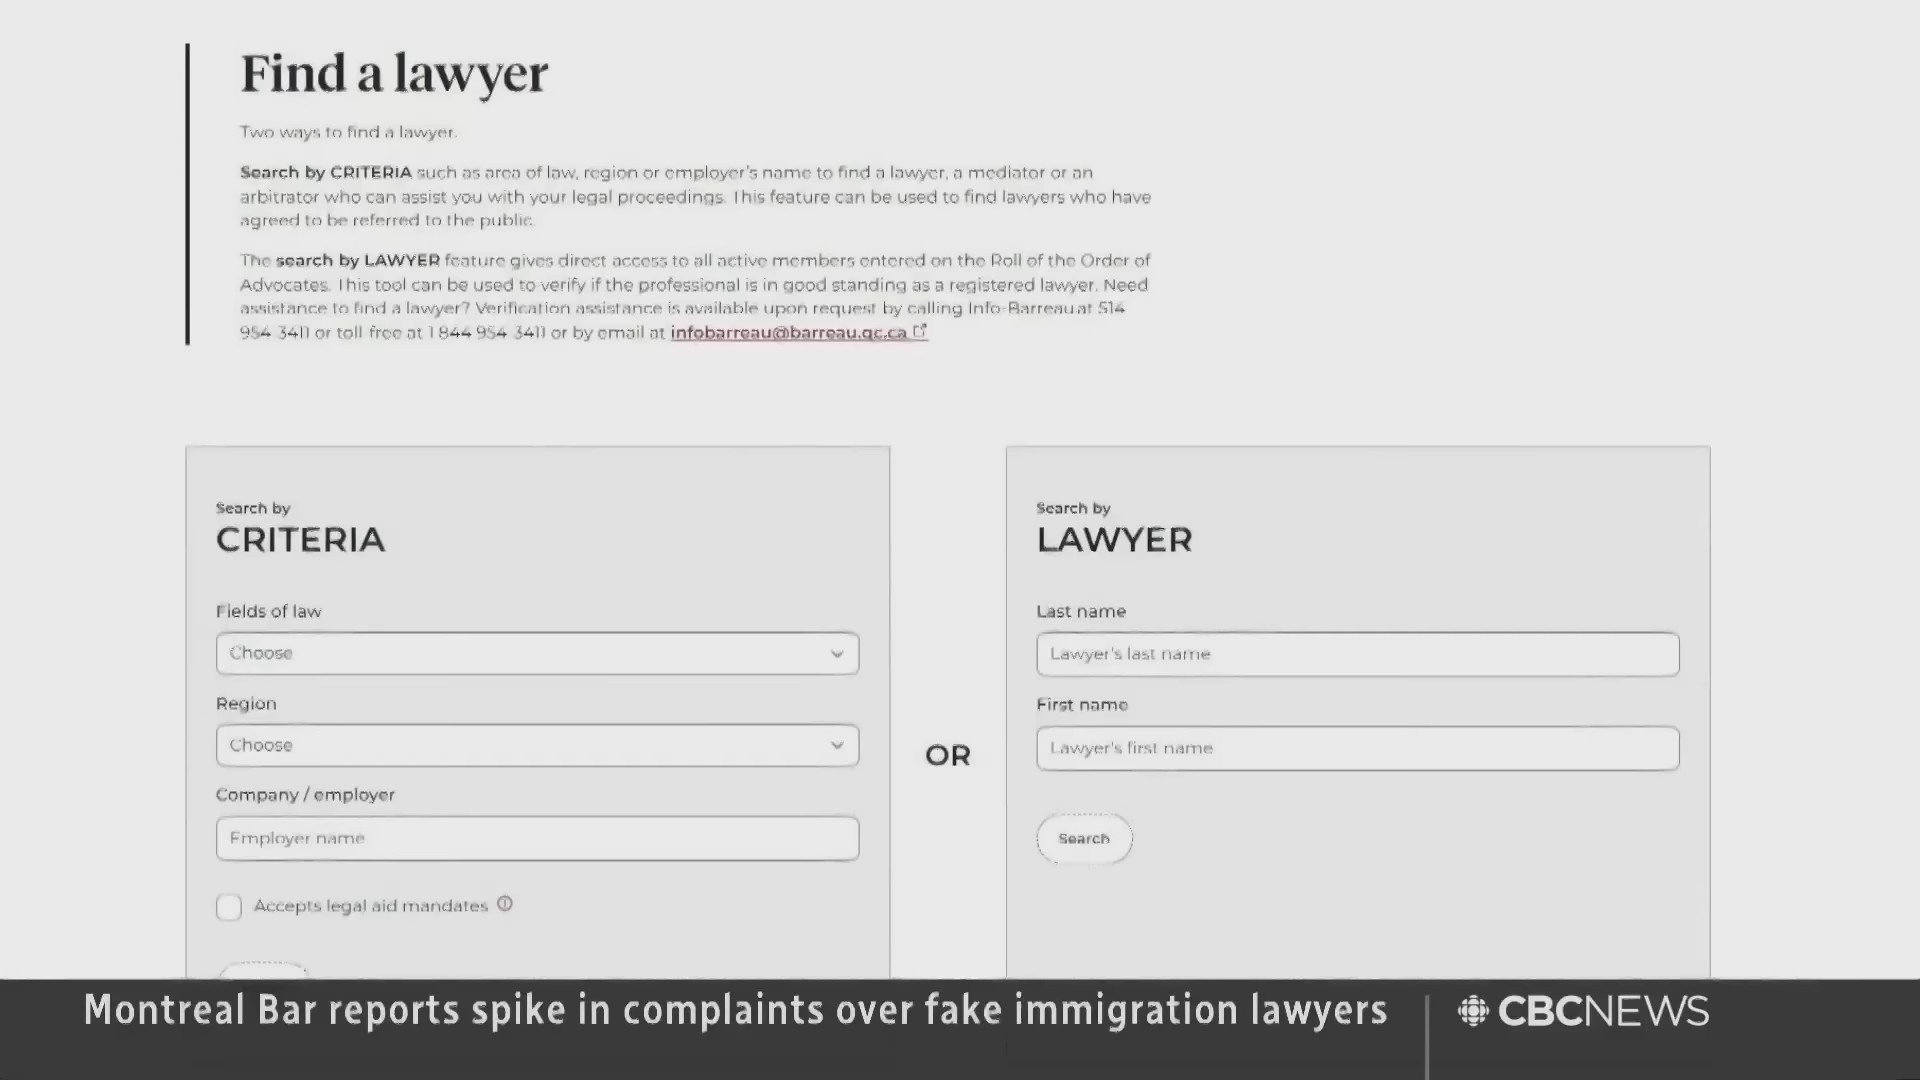 Find a lawyer
Two ways to find a lawyer.
Search by CRITERIA such as area of law, region or employer's name to find a lawyer, a mediator or an
arbitrator who can assist you with your legal proceedings. This feature can be used to find lawyers who have
agreed to be referred to the public.
The search by LAWYER feature gives direct access to all active members entered on the Roll of the Order of
Advocates. This tool can be used to verify if the professional is in good standing as a registered lawyer. Need
assistance to find a lawyer? Verification assistance is available upon request by calling Info-Barreau at 514
954-3411 or toll free at 1 844 954-3411 or by email at infobarreau@barreau.qc.ca
Search by
CRITERIA
Fields of law
Choose
Region
Choose
Company / employer
Employer name
Accepts legal aid mandates
OR
Search by
LAWYER
Last name
Lawyer's last name
First name
Lawyer's first name
Search
Montreal Bar reports spike in complaints over fake immigration lawyers
CBCNEWS